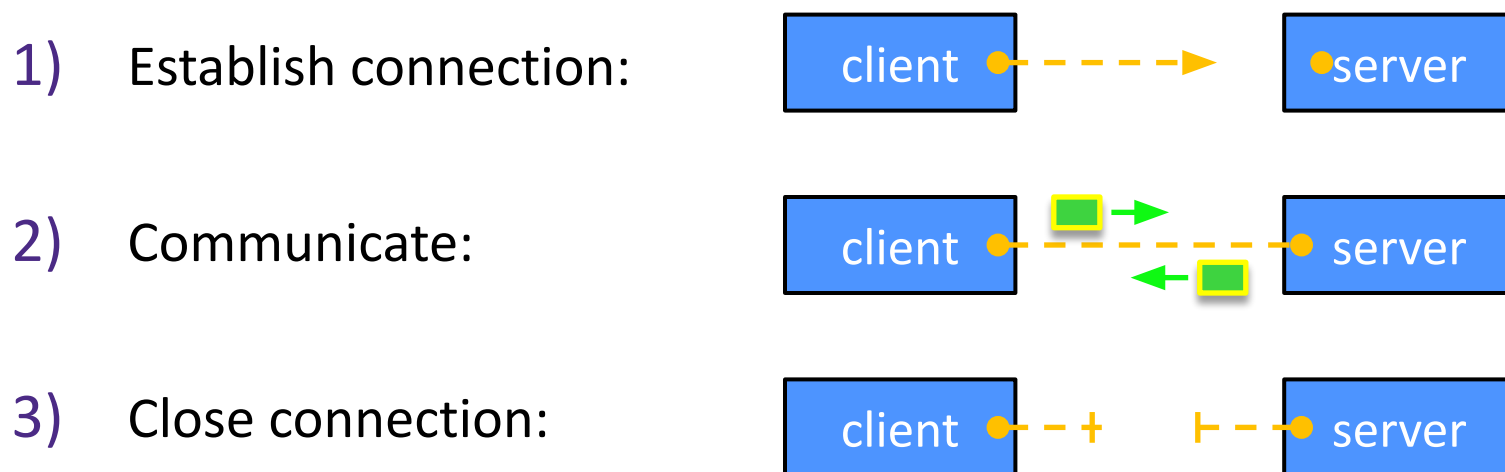 1) Establish connection: client server
2) Communicate: client server
3) Close connection: client server